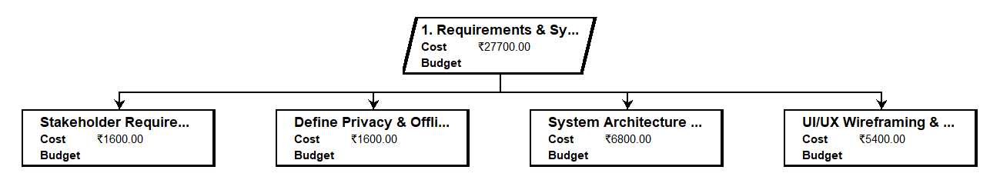 1. Requirements & Sy...
Cost ₹27700.00
Budget
Stakeholder Require...
Cost ₹1600.00
Budget
Define Privacy & Offli...
Cost ₹1600.00
Budget
System Architecture ...
Cost ₹6800.00
Budget
UI/UX Wireframing & ...
Cost ₹5400.00
Budget